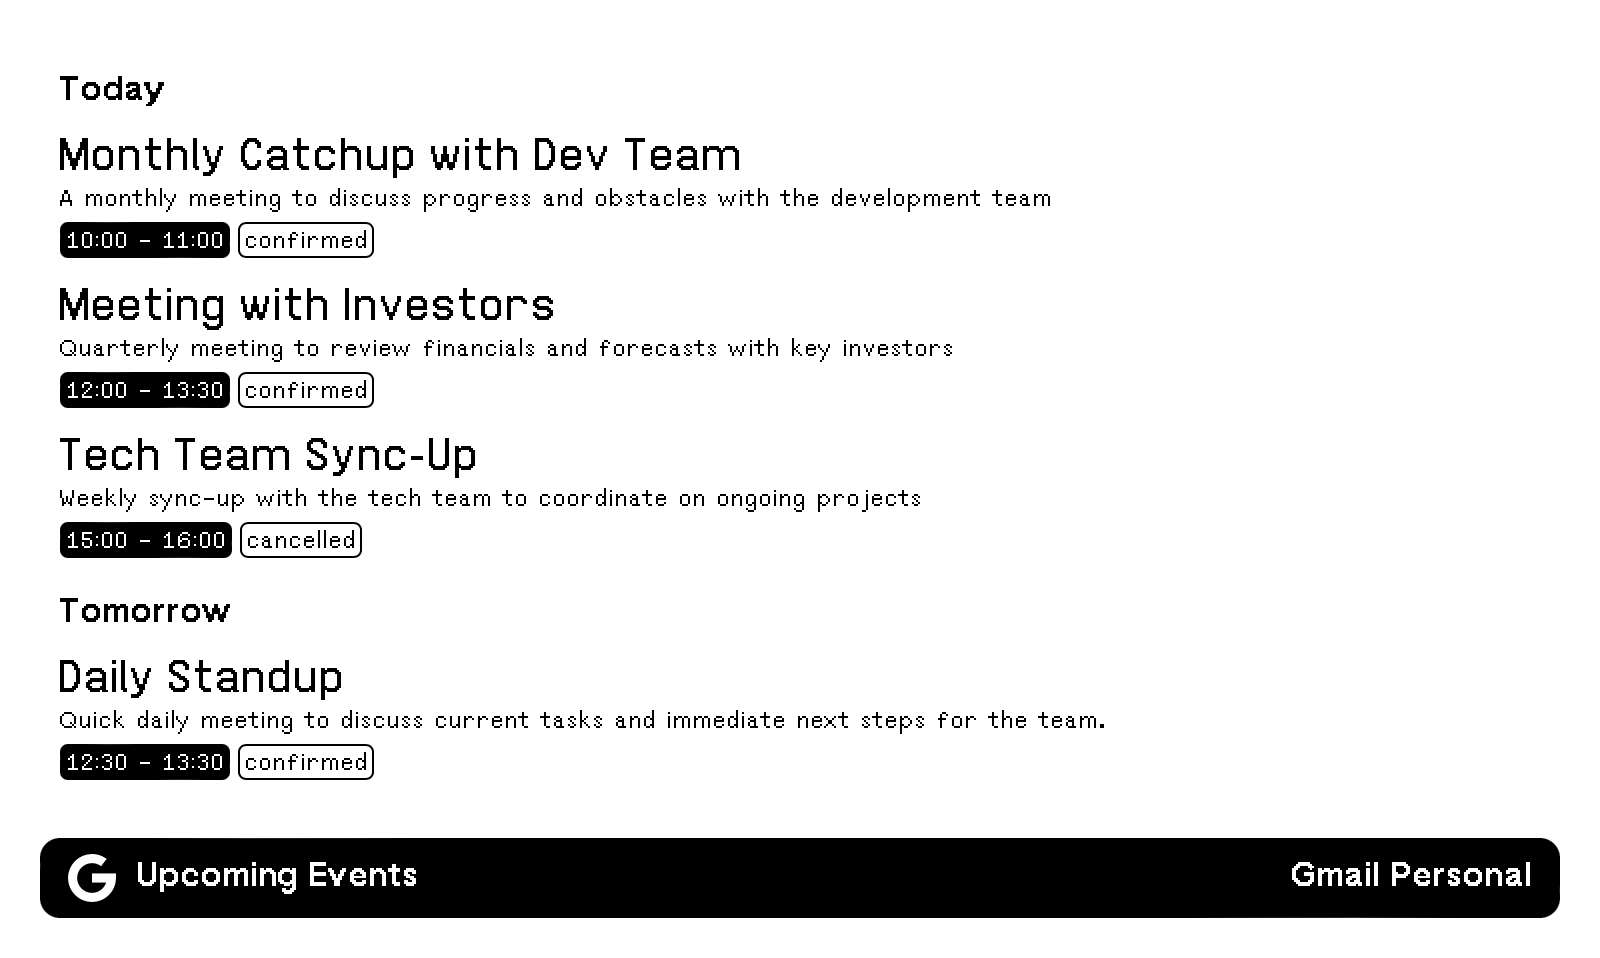 Today
Monthly Catchup with Dev Team
A monthly meeting to discuss progress and obstacles with the development team
10:00 - 11:00 confirmed
Meeting with Investors
Quarterly meeting to review financials and forecasts with key investors
12:00 - 13:30 confirmed
Tech Team Sync-Up
Weekly sync-up with the tech team to coordinate on ongoing projects
15:00 - 16:00 cancelled
Tomorrow
Daily Standup
Quick daily meeting to discuss current tasks and immediate next steps for the team.
12:30 - 13:30 confirmed
G Upcoming Events Gmail Personal